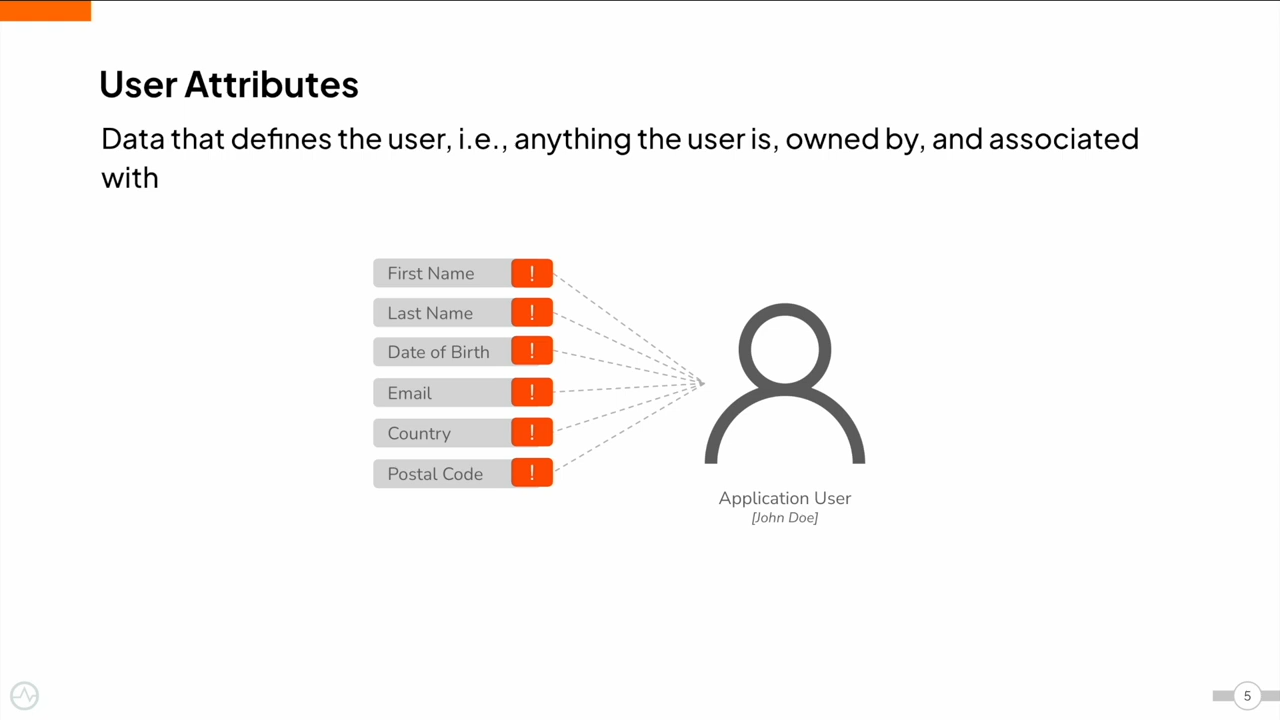 User Attributes
Data that defines the user, i.e., anything the user is, owned by, and associated
with
First Name !
Last Name !
Date of Birth !
Email !
Country !
Postal Code !
Application User
[John Doe]
5